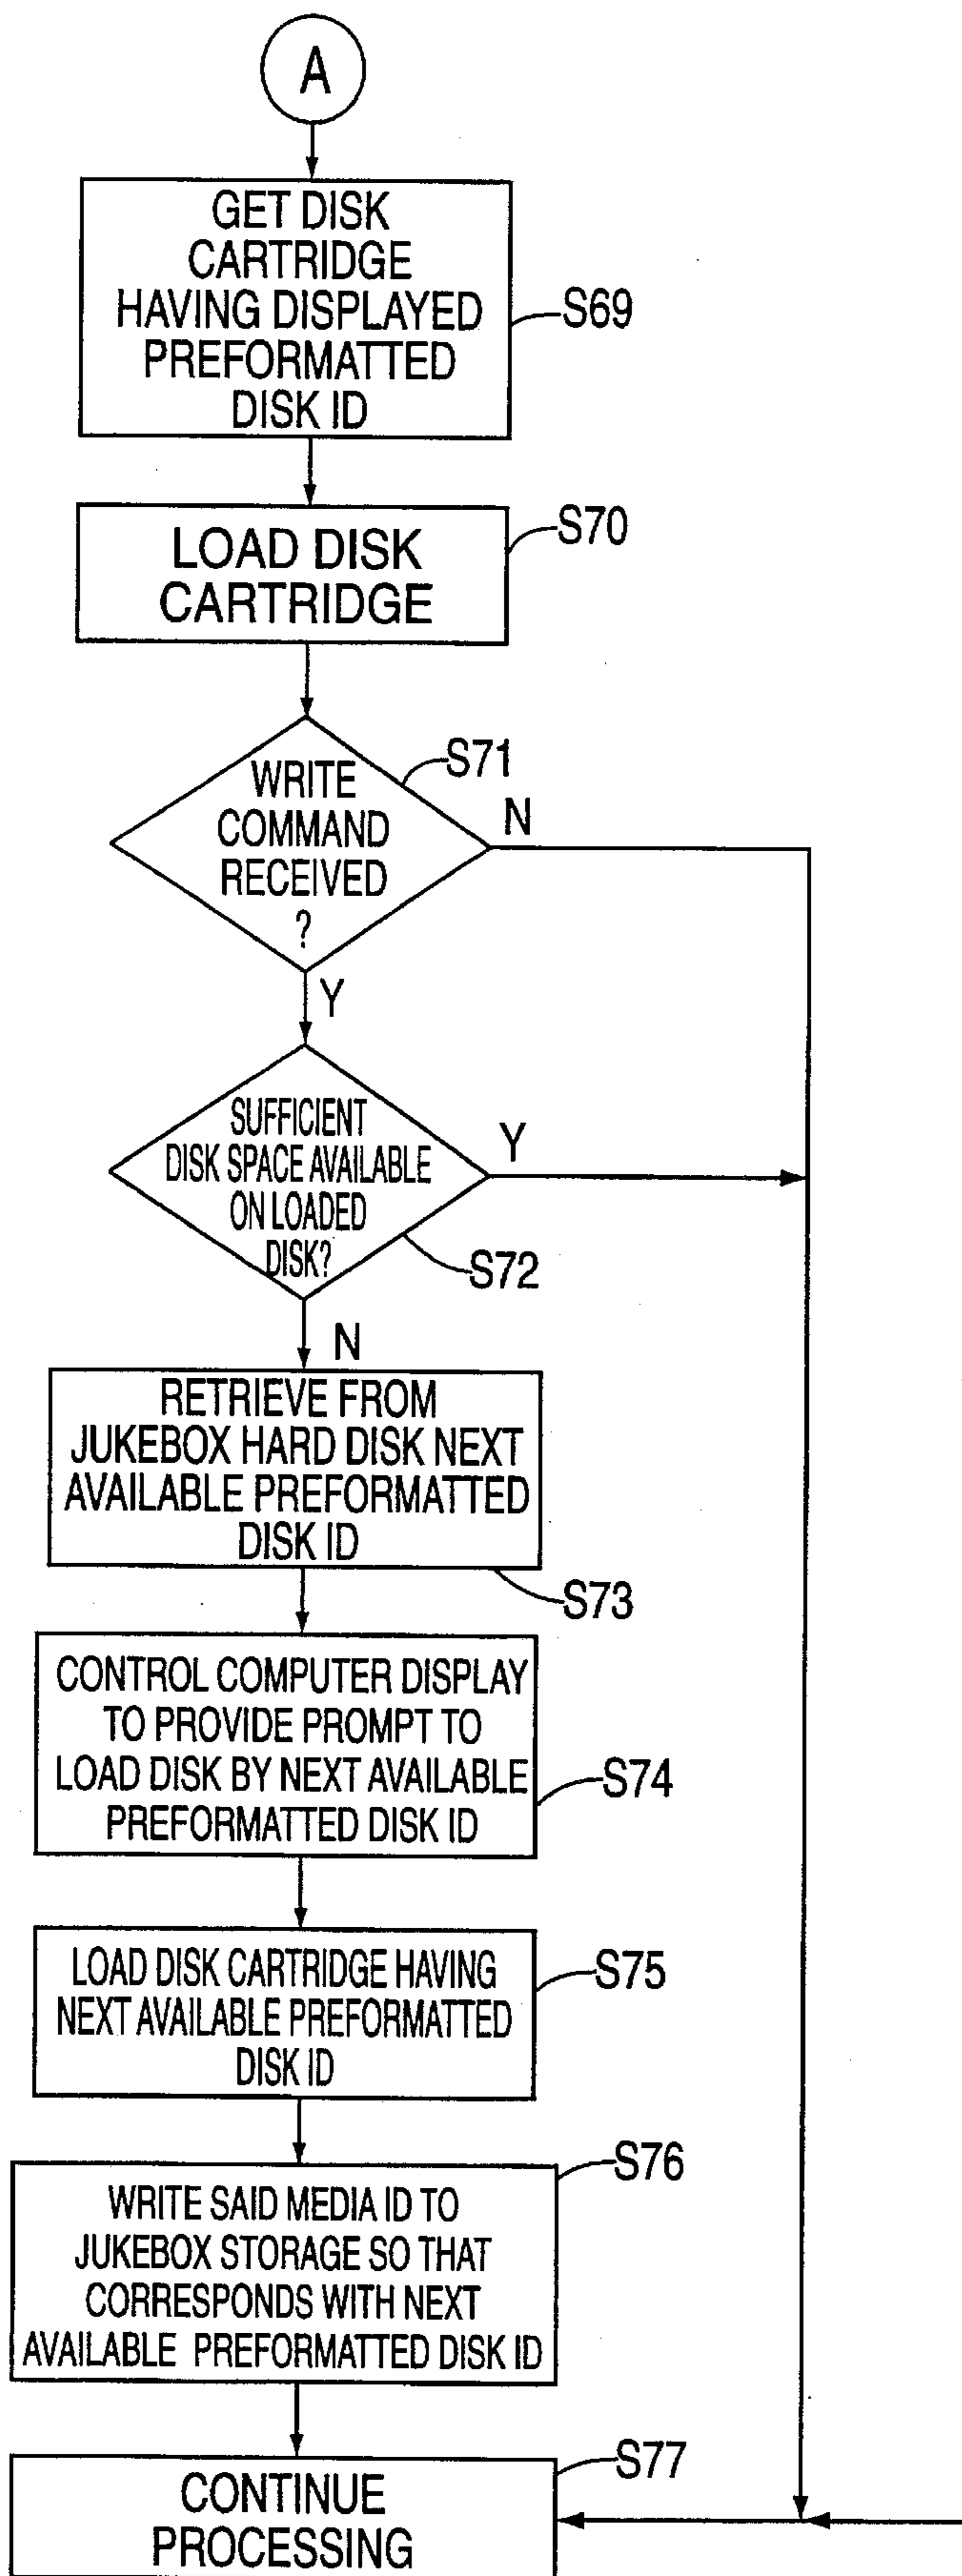 A
GET DISK
CARTRIDGE
HAVING DISPLAYED
PREFORMATTED
DISK ID
S69
LOAD DISK
CARTRIDGE
S70
WRITE
COMMAND
RECEIVED
?
S71
N
Y
SUFFICIENT
DISK SPACE AVAILABLE
ON LOADED
DISK?
Y
S72
N
RETRIEVE FROM
JUKEBOX HARD DISK NEXT
AVAILABLE PREFORMATTED
DISK ID
S73
CONTROL COMPUTER DISPLAY
TO PROVIDE PROMPT TO
LOAD DISK BY NEXT AVAILABLE
PREFORMATTED DISK ID
S74
LOAD DISK CARTRIDGE HAVING
NEXT AVAILABLE PREFORMATTED
DISK ID
S75
WRITE SAID MEDIA ID TO
JUKEBOX STORAGE SO THAT
CORRESPONDS WITH NEXT
AVAILABLE PREFORMATTED DISK ID
S76
CONTINUE
PROCESSING
S77